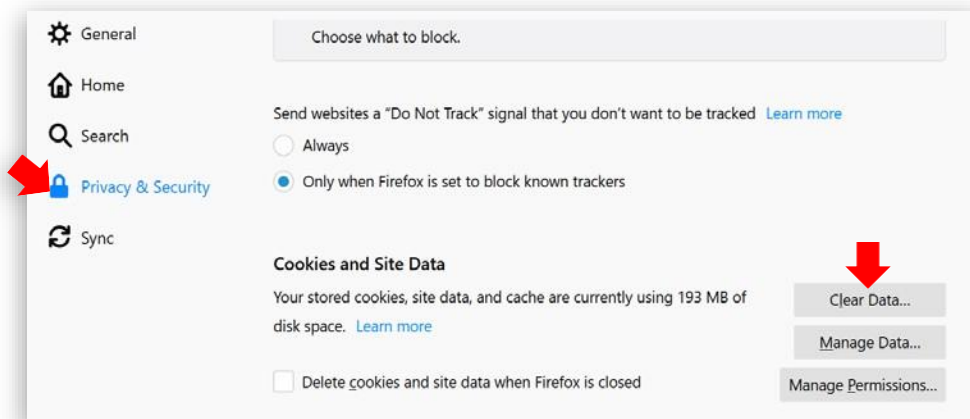 General
Home
Search
Privacy & Security
Sync
Choose what to block.
Send websites a “Do Not Track” signal that you don’t want to be tracked Learn more
Always
Only when Firefox is set to block known trackers
Cookies and Site Data
Your stored cookies, site data, and cache are currently using 193 MB of
disk space. Learn more
Clear Data...
Manage Data...
Delete cookies and site data when Firefox is closed
Manage Permissions...